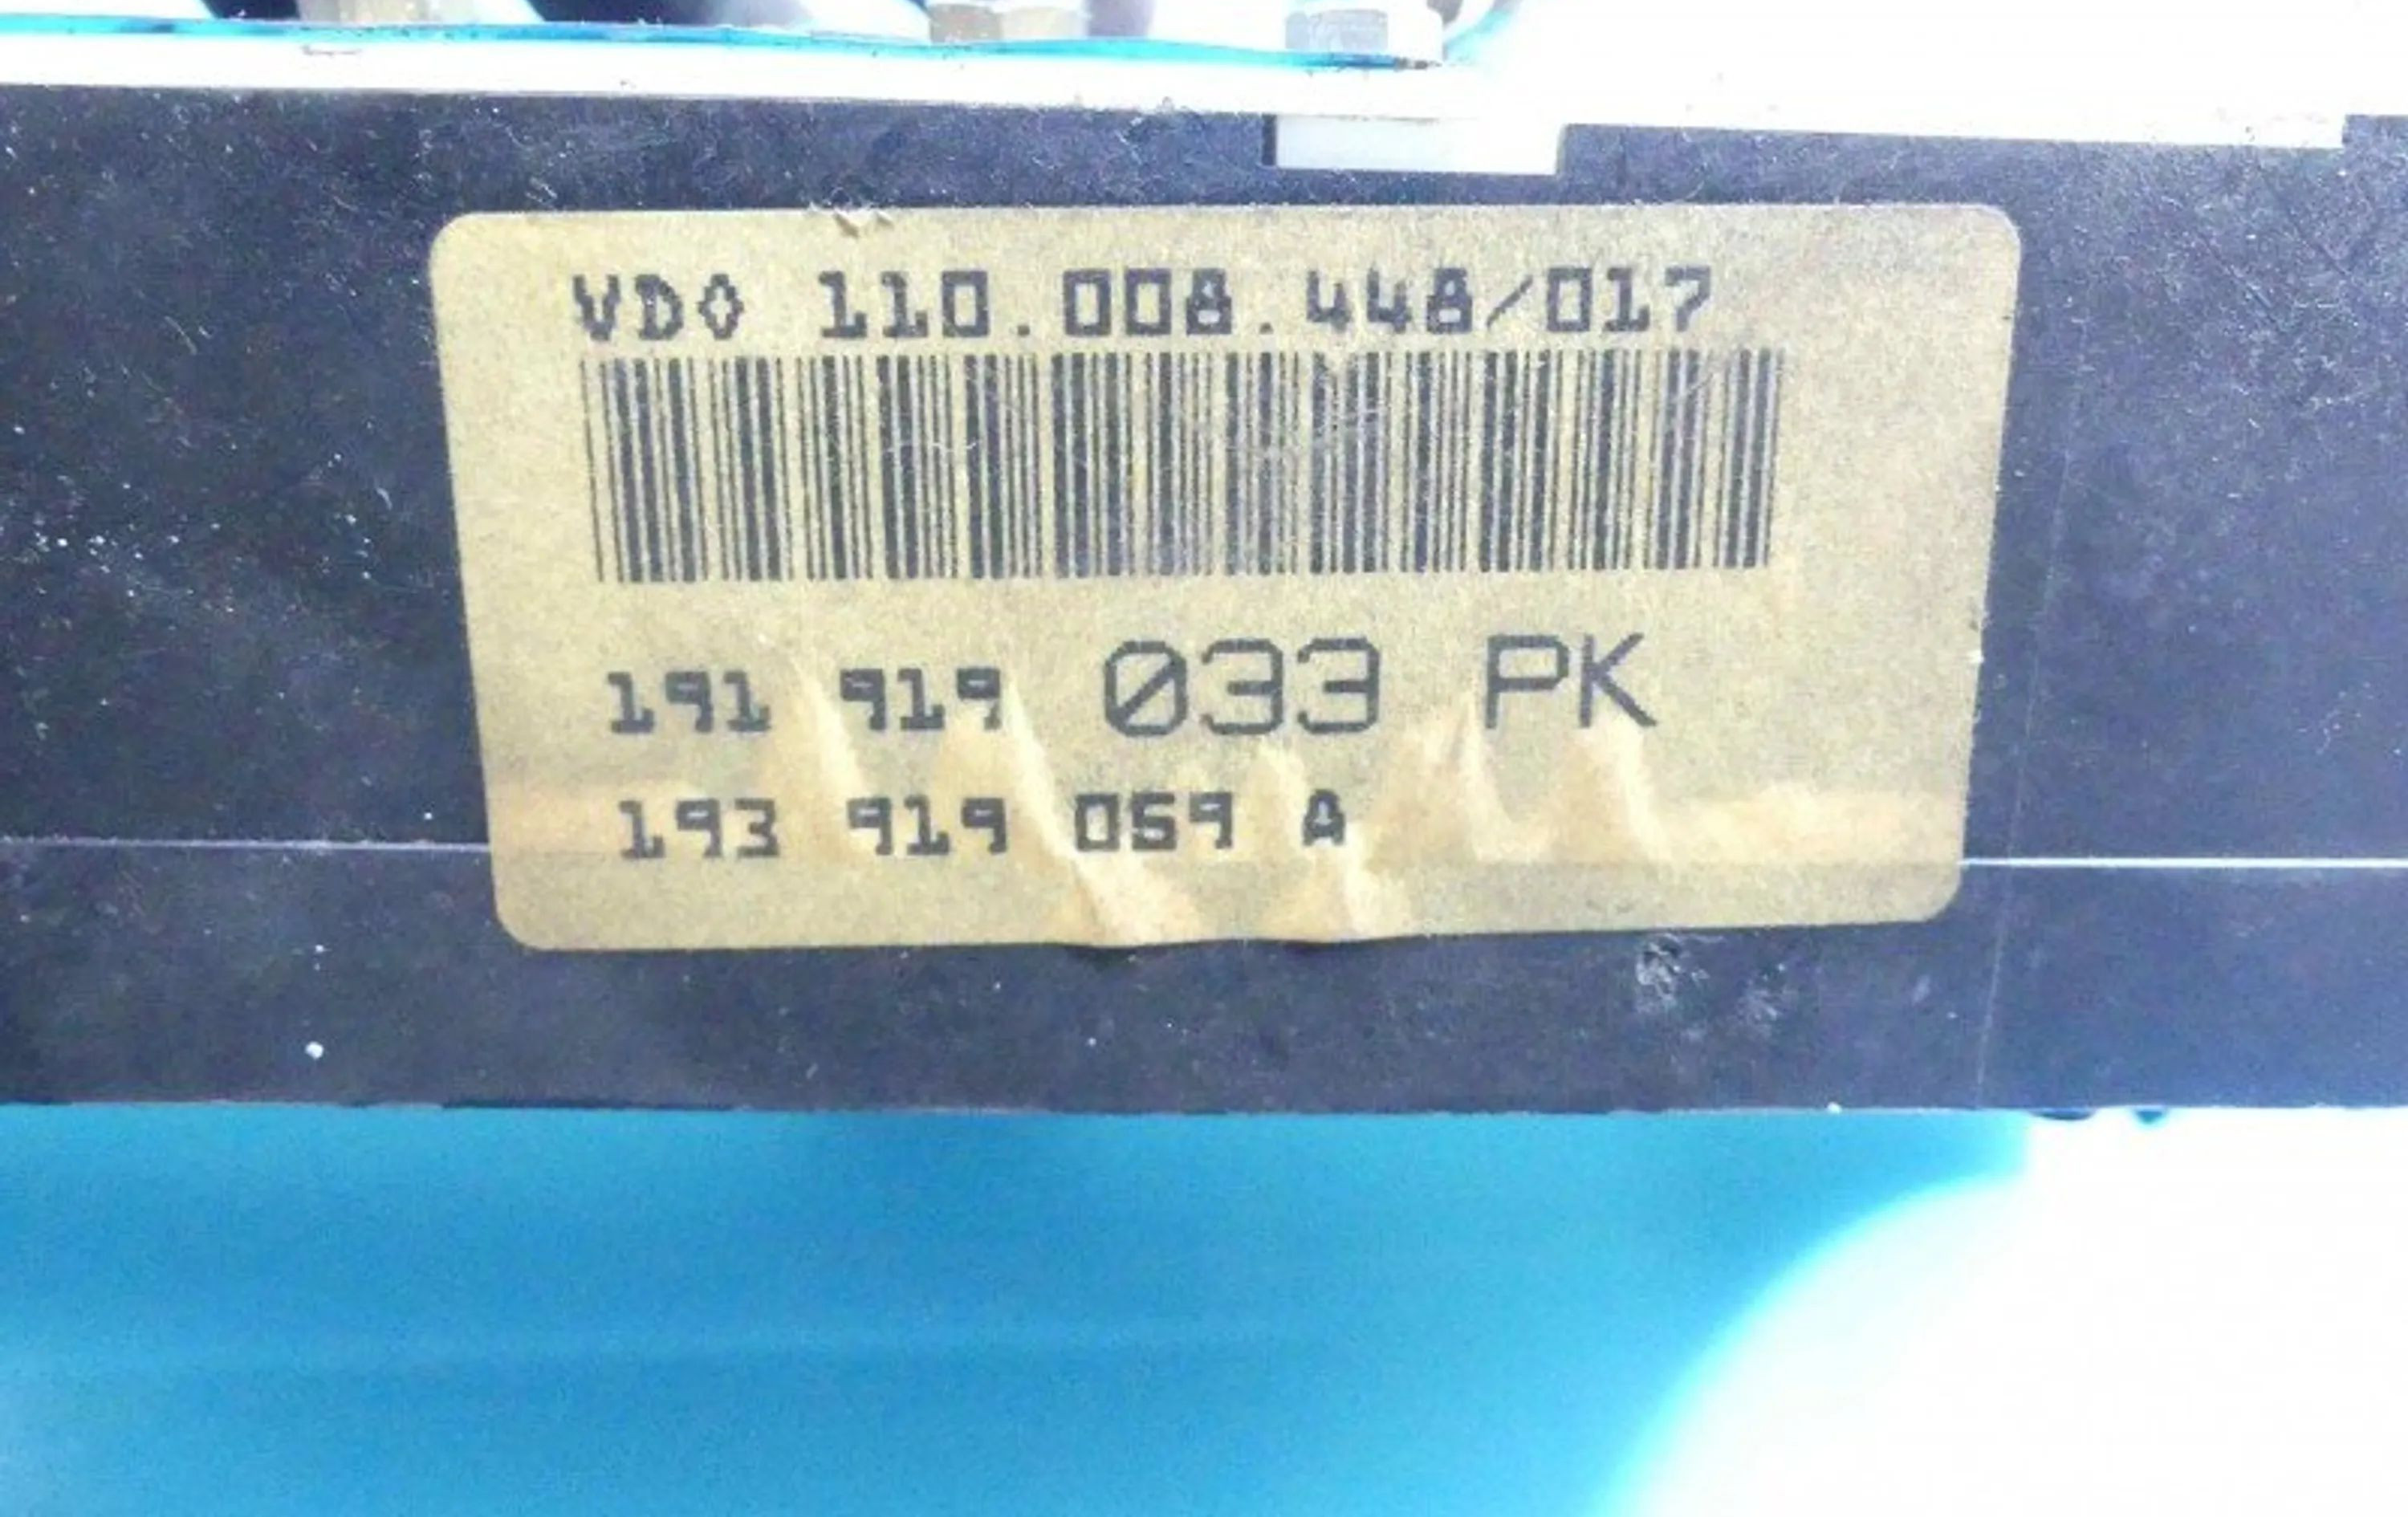 VDO 110.008.448/017
191 919 033 PK
193 919 059 A